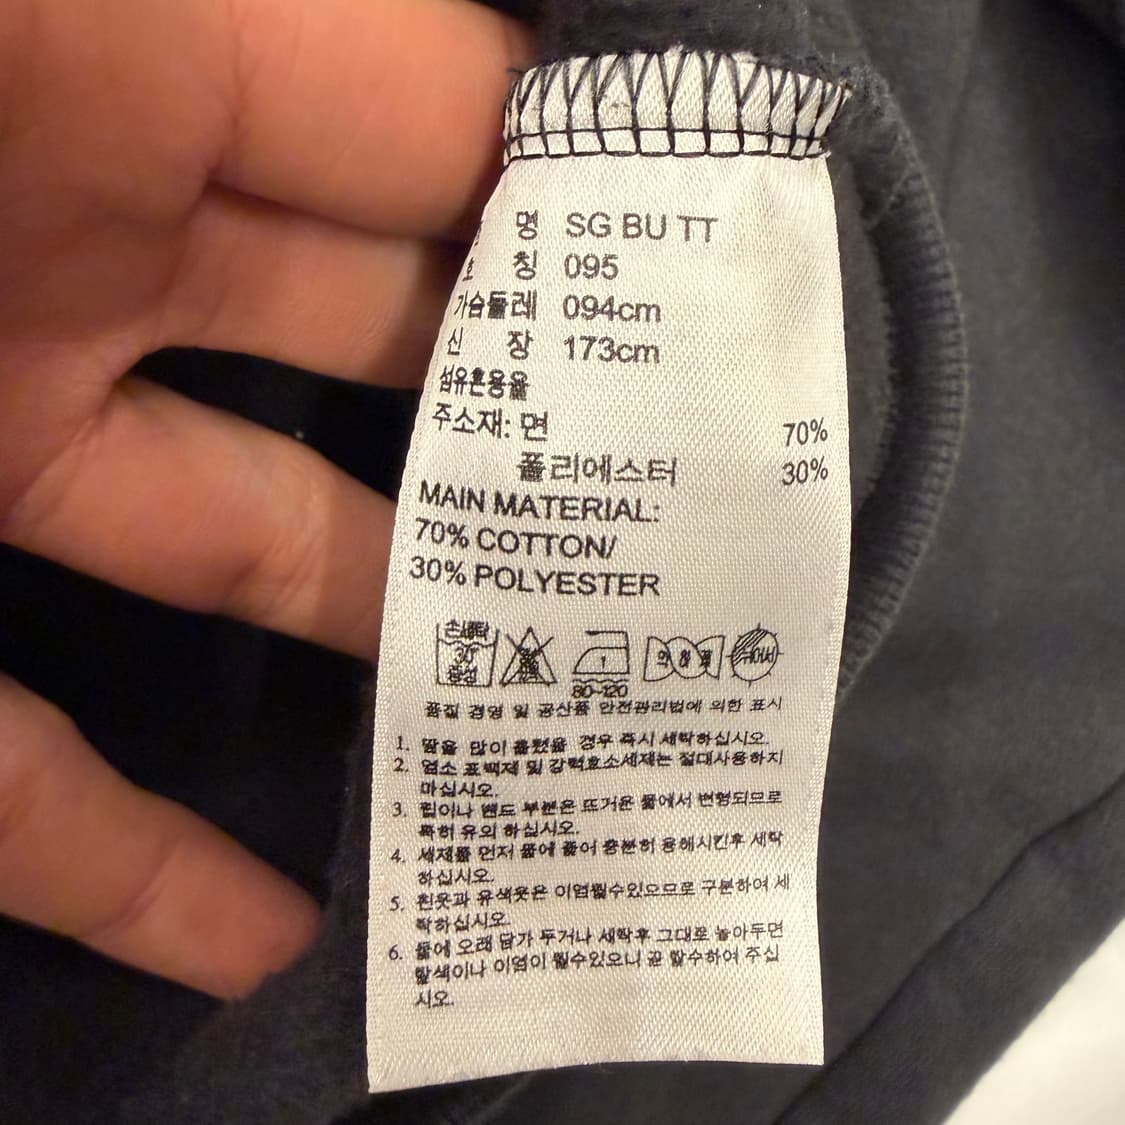 명 SG BU TT
호 칭 095
가슴둘레 094cm
신 장 173cm
섬유혼용율
주소재: 면 70%
폴리에스터 30%
MAIN MATERIAL:
70% COTTON/
30% POLYESTER
손세탁 30° 중성
80~120
품질 경영 및 공산품 안전관리법에 의한 표시
1. 땀을 많이 흘렸을 경우 즉시 세탁하십시오.
2. 염소 표백제 및 강력효소세제는 절대사용하지
마십시오.
3. 립이나 밴드 부분은 뜨거운 물에서 변형되므로
특히 유의 하십시오.
4. 세제를 먼저 물에 풀어 충분히 용해시킨후 세탁
하십시오.
5. 흰옷과 유색옷은 이염될수있으므로 구분하여 세
탁하십시오.
6. 물에 오래 담가 두거나 세탁후 그대로 놓아두면
탈색이나 이염이 될수있으니 곧 탈수하여 주십
시오.